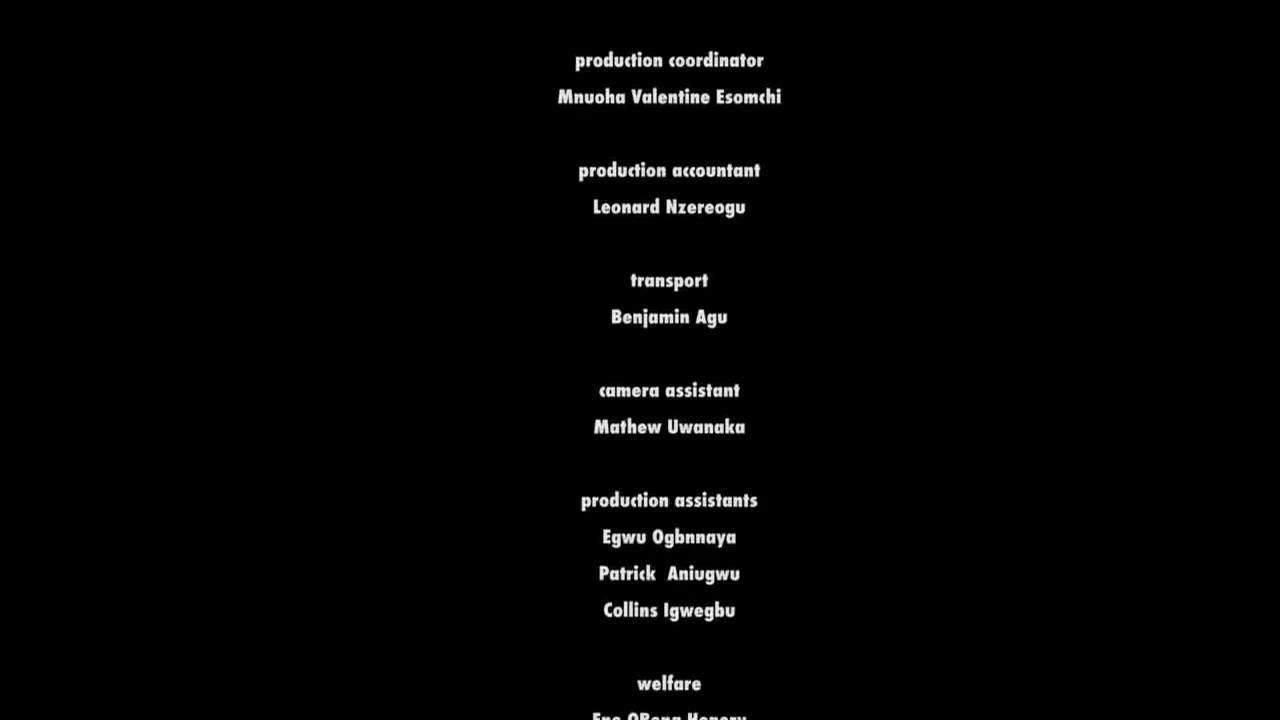 production coordinator
Mnuoha Valentine Esomchi
production accountant
Leonard Nzereogu
transport
Benjamin Agu
camera assistant
Mathew Uwanaka
production assistants
Egwu Ogbnnaya
Patrick  Aniugwu
Collins Igwegbu
welfare